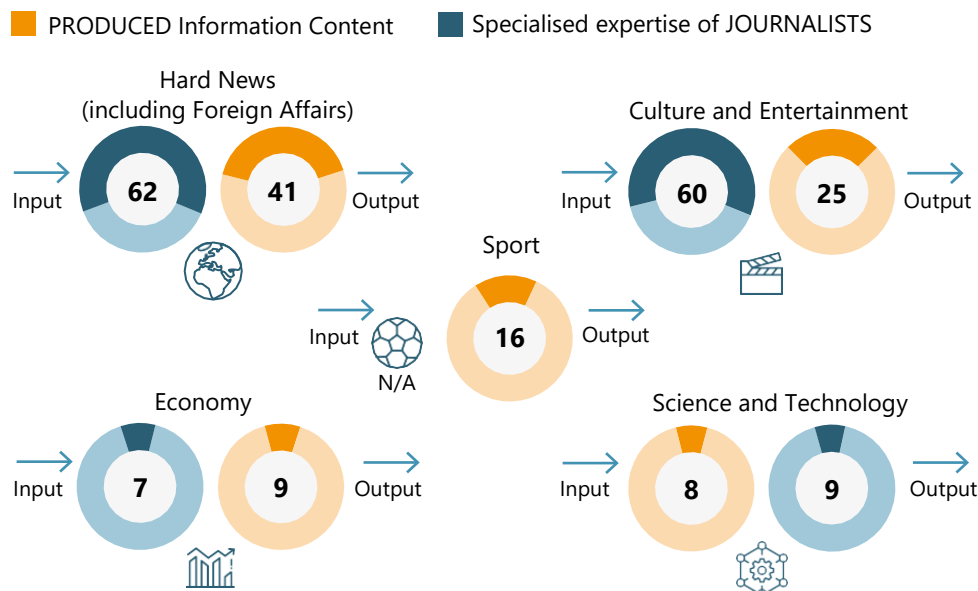 PRODUCED Information Content
Specialised expertise of JOURNALISTS
Hard News
(including Foreign Affairs)
Input
62
41
Output
Culture and Entertainment
Input
60
25
Output
Sport
Input
N/A
16
Output
Economy
Input
7
9
Output
Science and Technology
Input
8
9
Output